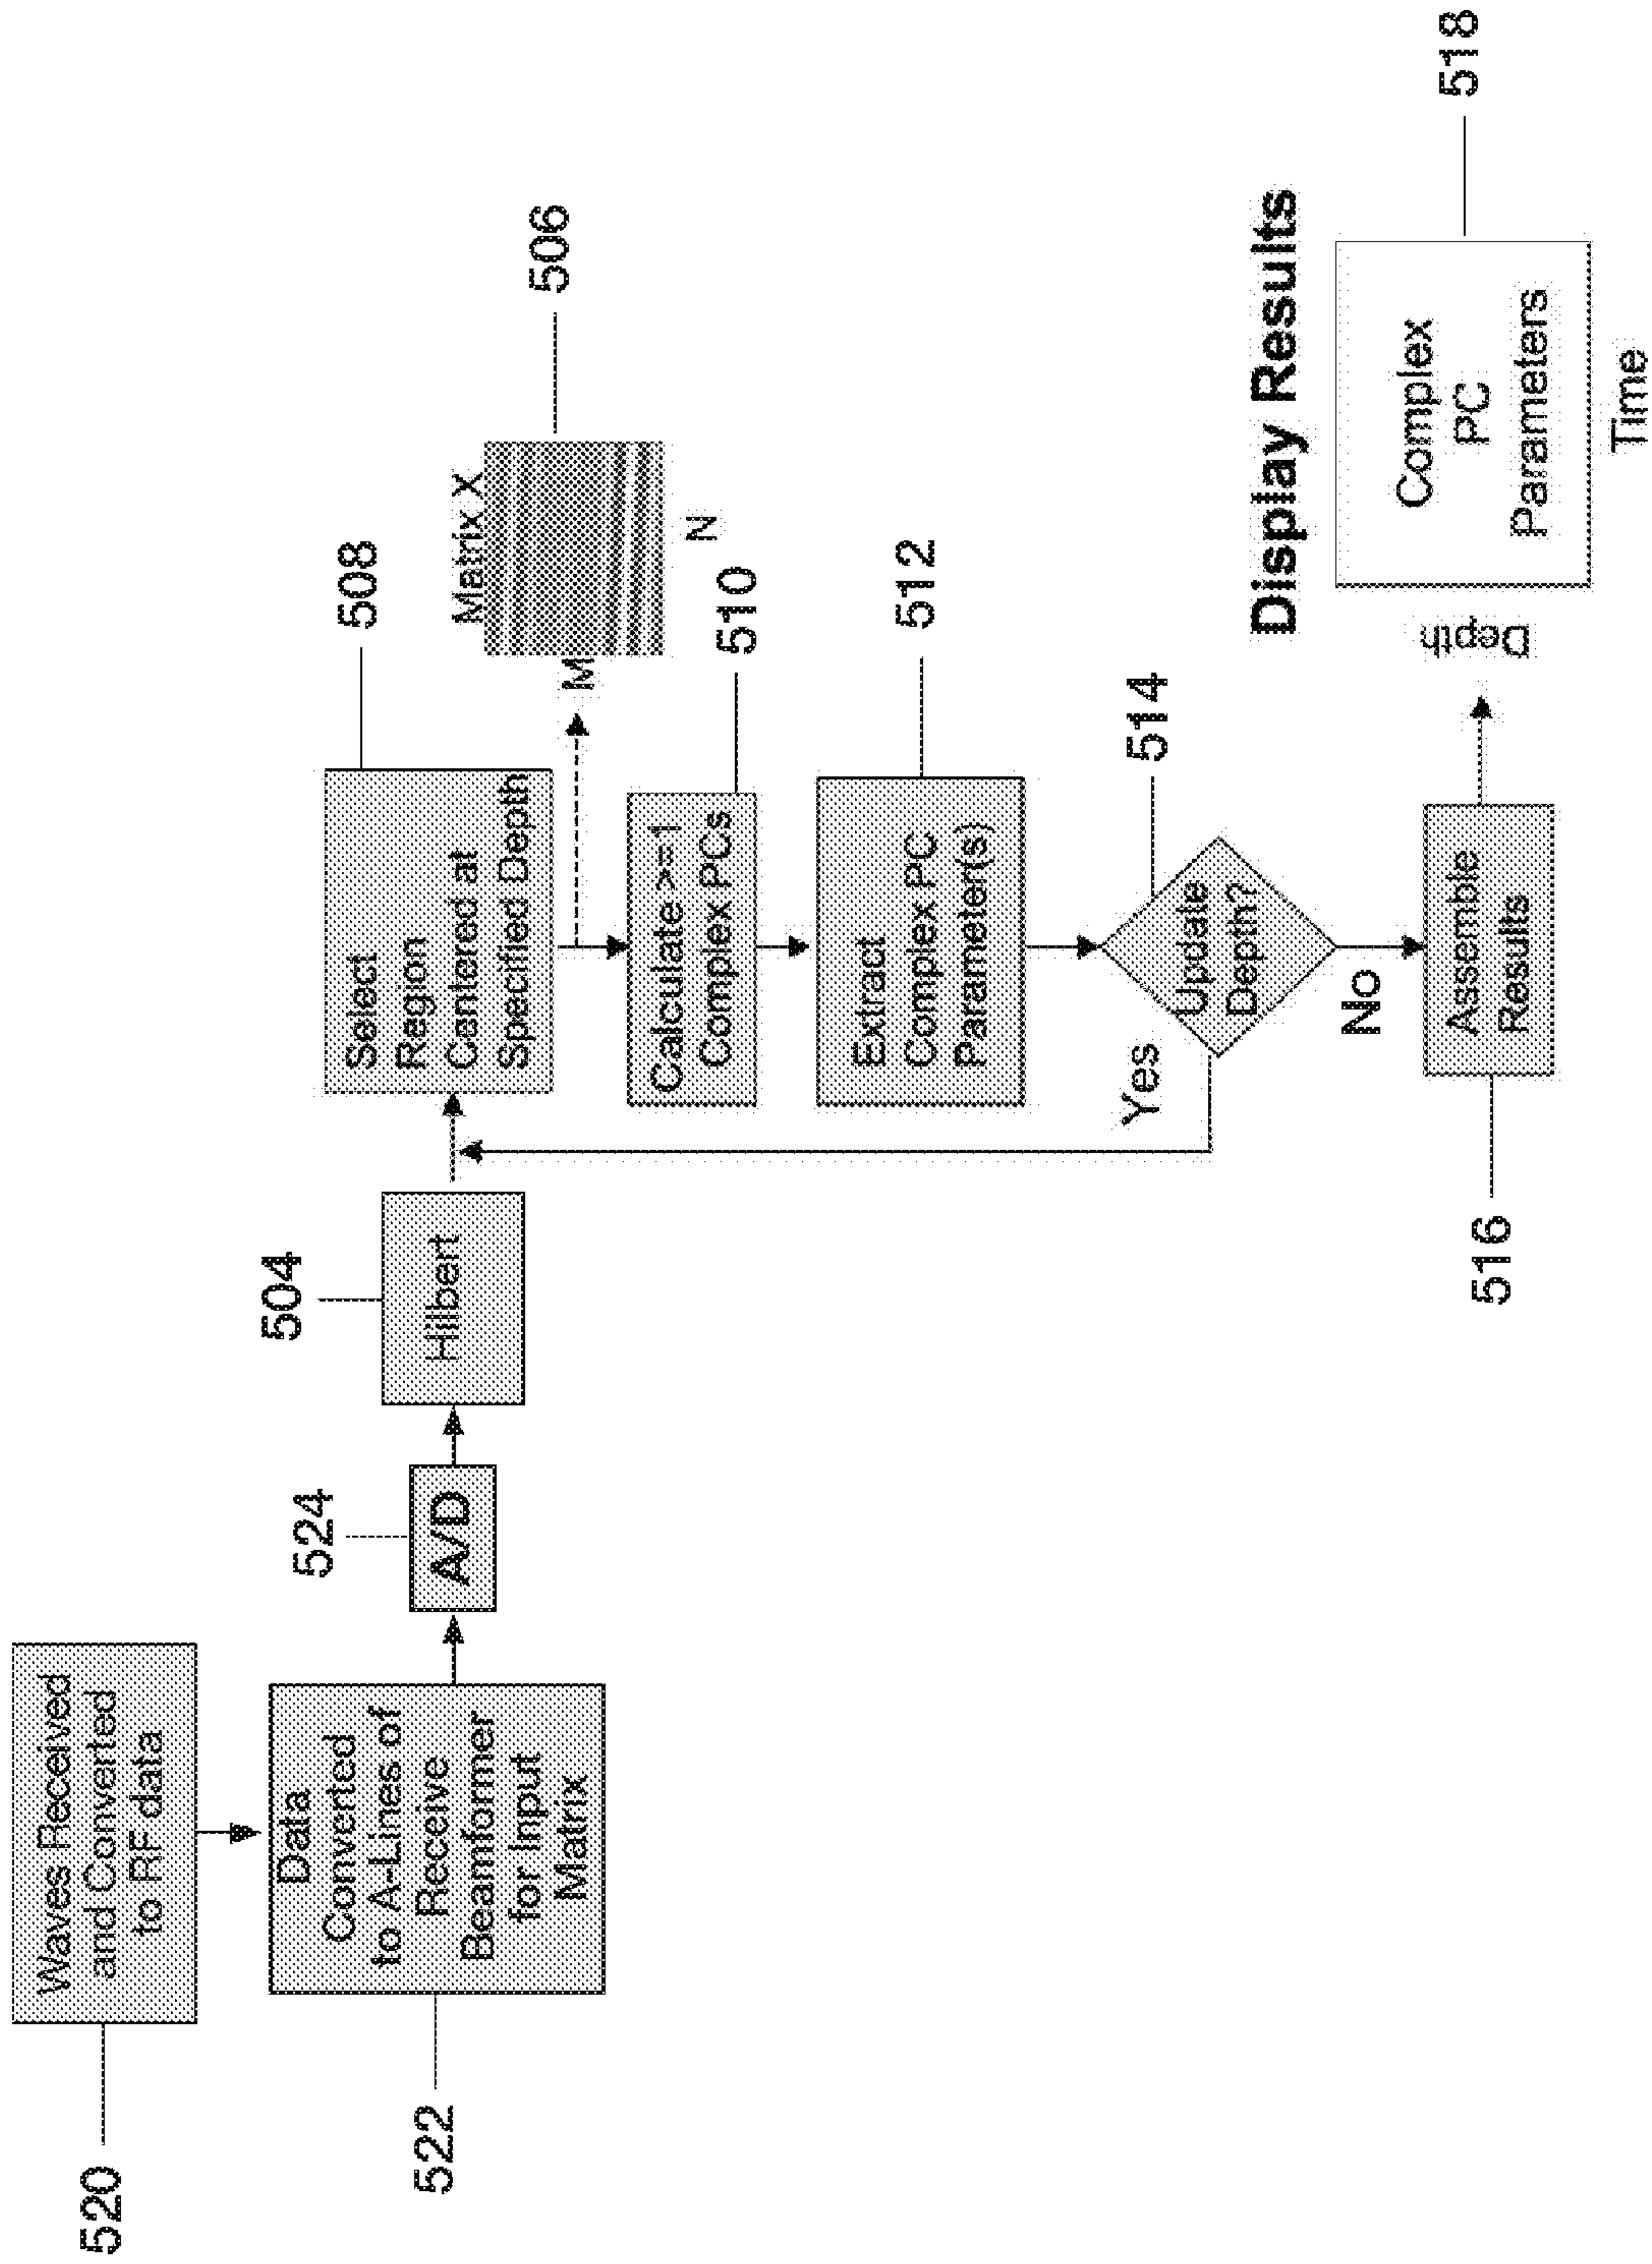 520
Waves Received
and Converted
to RF data
522
Data
Converted
to A-Lines of
Receive
Beamformer
for Input
Matrix
524
A/D
504
Hilbert
508
Select
Region
Centered at
Specified Depth
506
Matrix X
M
N
510
Calculate >=1
Complex PCs
512
Extract
Complex PC
Parameter(s)
514
Update
Depth?
Yes
No
516
Assemble
Results
Display Results
518
Complex
PC
Parameters
Depth
Time